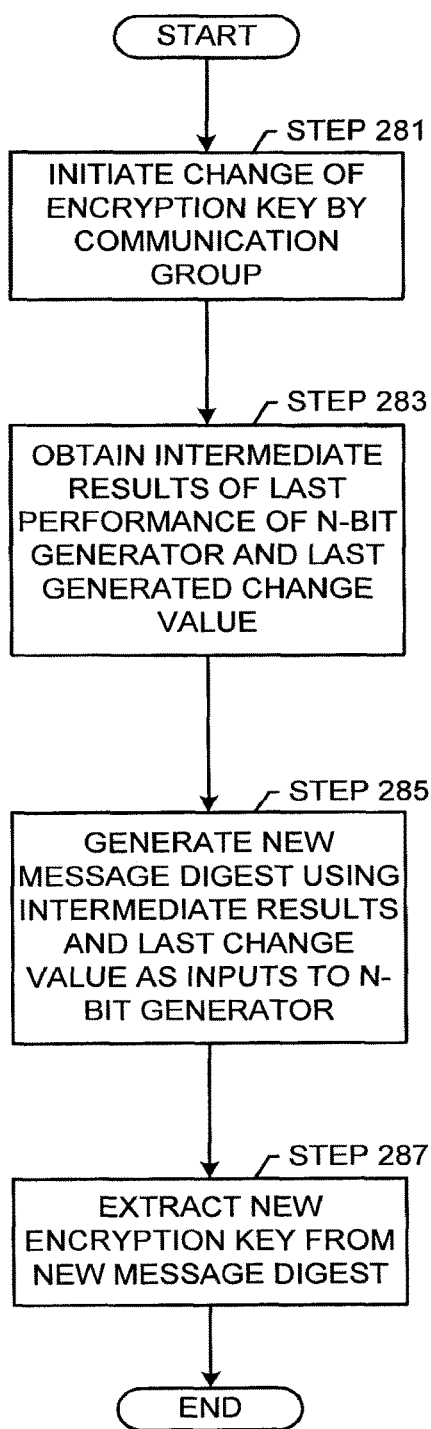 START
STEP 281
INITIATE CHANGE OF
ENCRYPTION KEY BY
COMMUNICATION
GROUP
STEP 283
OBTAIN INTERMEDIATE
RESULTS OF LAST
PERFORMANCE OF N-BIT
GENERATOR AND LAST
GENERATED CHANGE
VALUE
STEP 285
GENERATE NEW
MESSAGE DIGEST USING
INTERMEDIATE RESULTS
AND LAST CHANGE
VALUE AS INPUTS TO N-
BIT GENERATOR
STEP 287
EXTRACT NEW
ENCRYPTION KEY FROM
NEW MESSAGE DIGEST
END